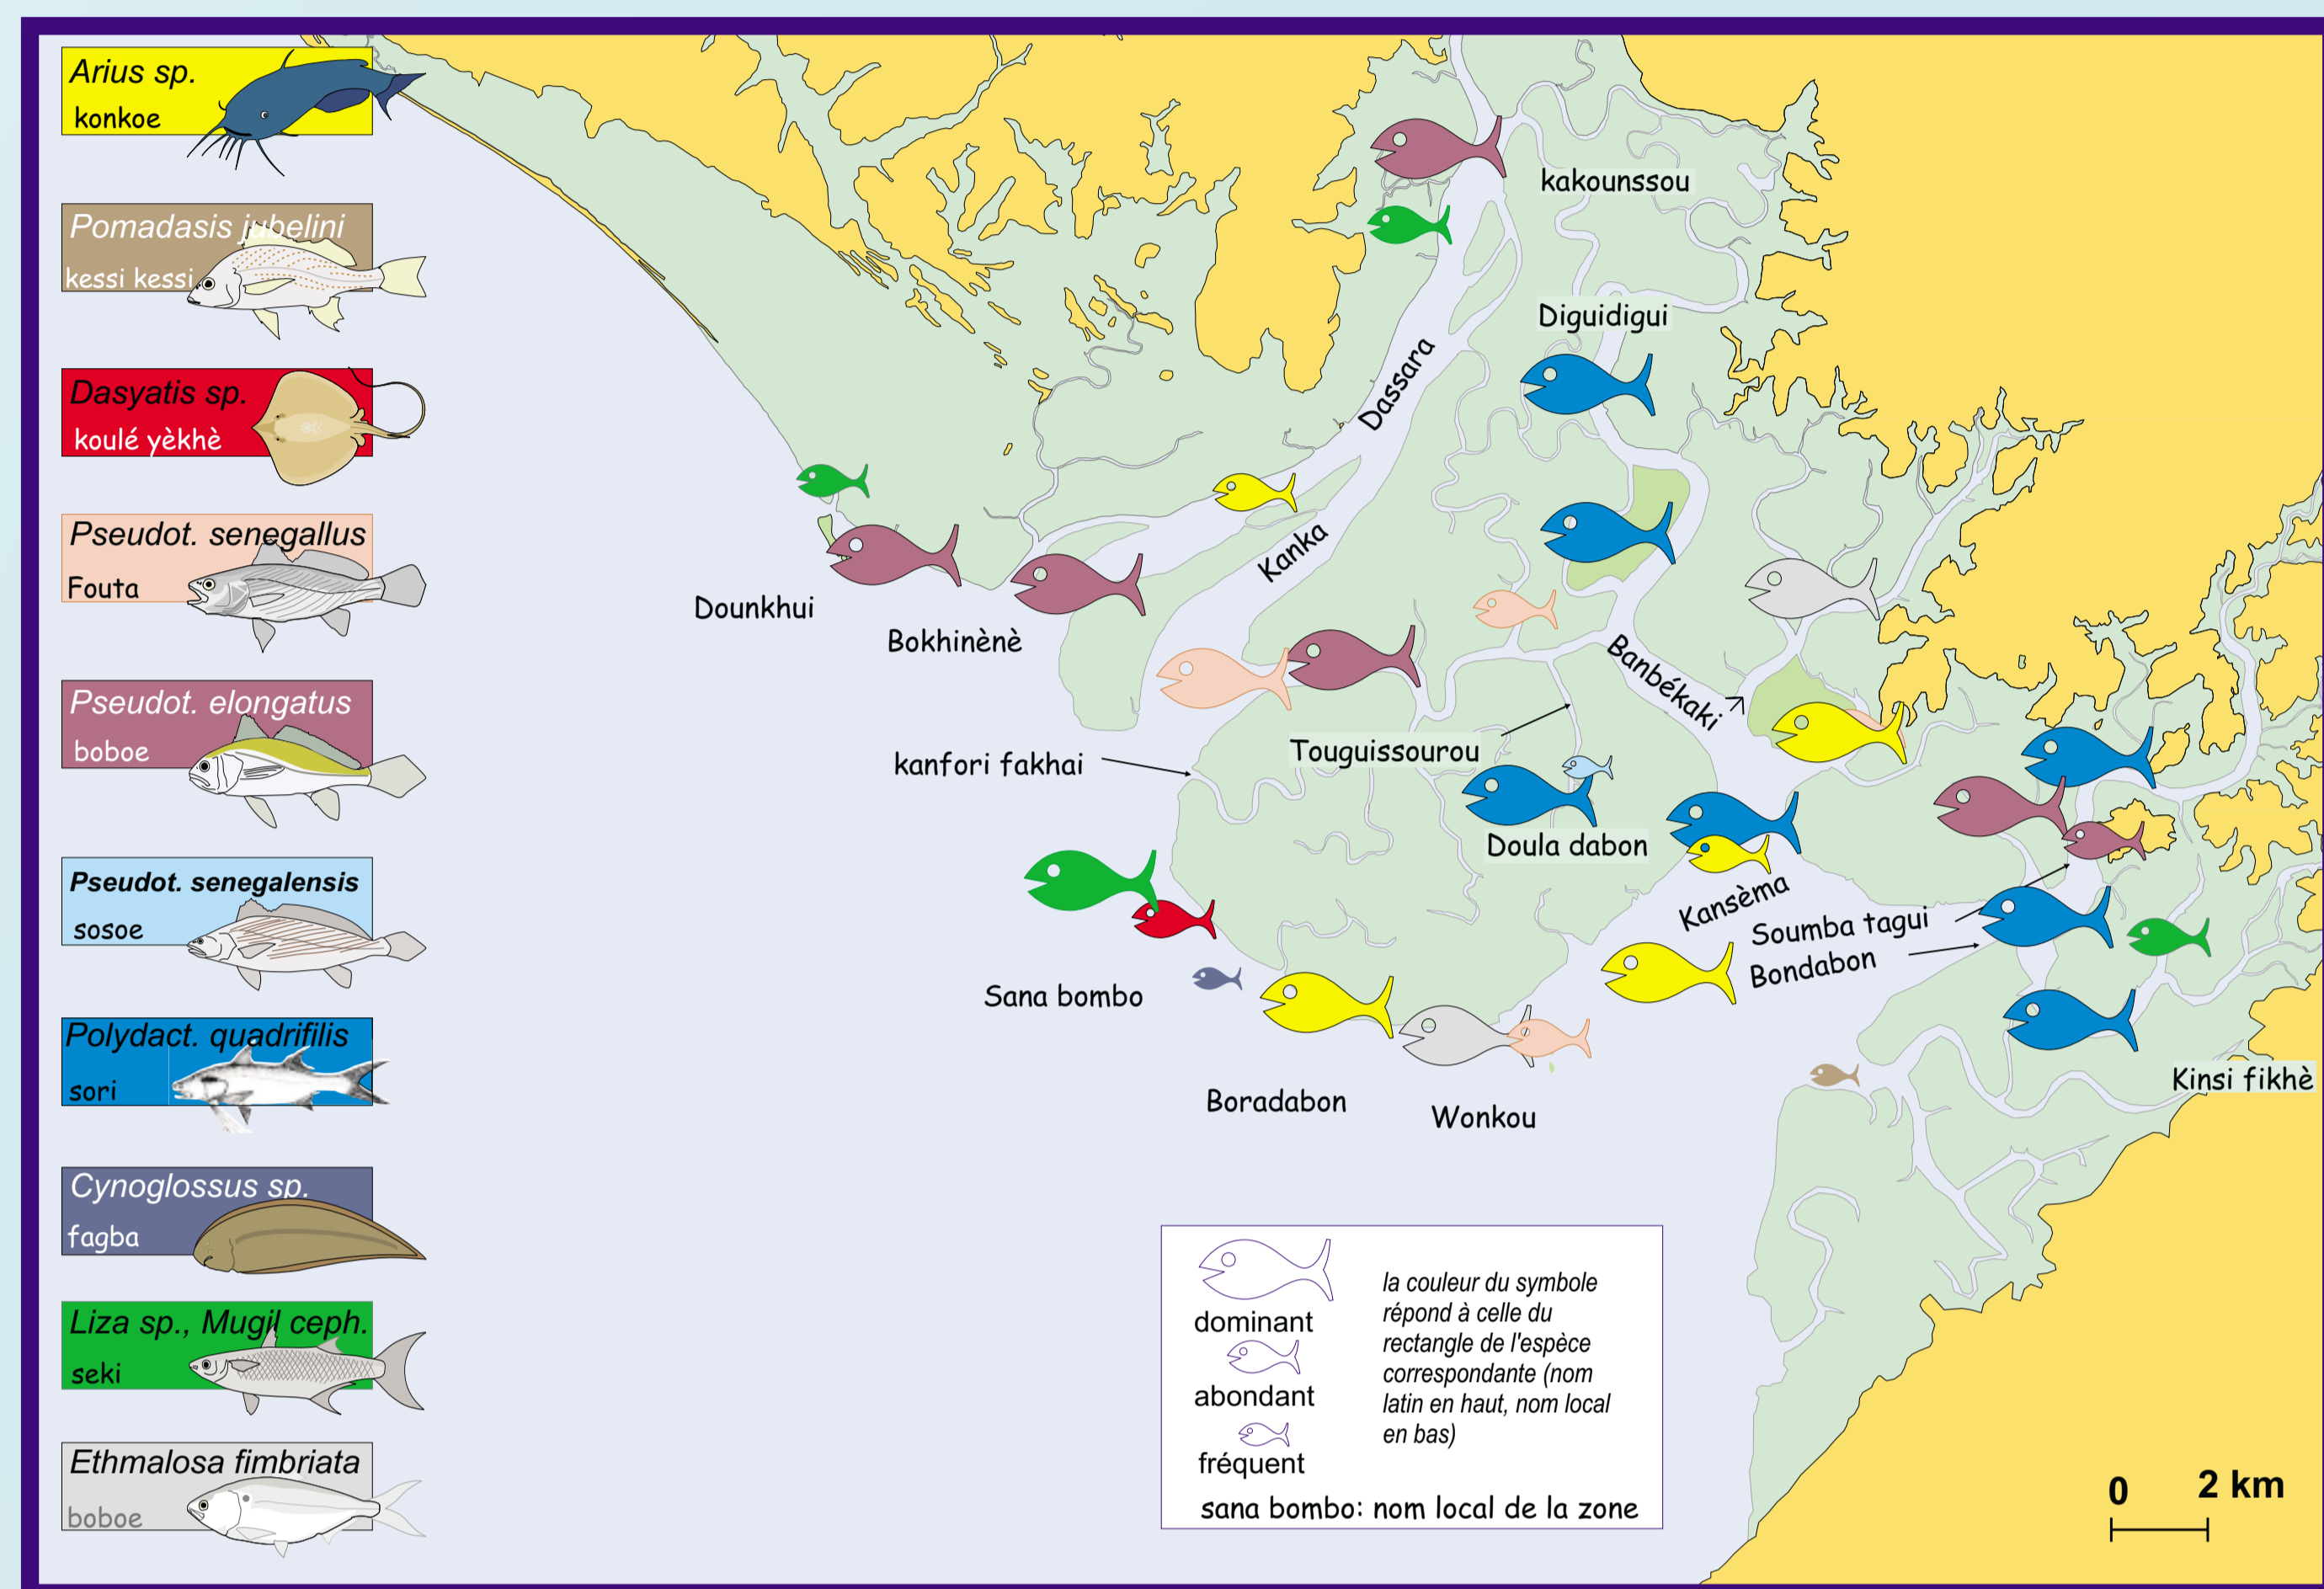 Arius sp.
konkoe
Pomadasis jubelini
kessi kessi
Dasyatis sp.
koulé yèkhè
Pseudot. senegallus
Fouta
Pseudot. elongatus
boboe
Pseudot. senegalensis
sosoe
Polydact. quadrifilis
sori
Cynoglossus sp.
fagba
Liza sp., Mugil ceph.
seki
Ethmalosa fimbriata
boboe
kakounssou
Diguidigui
Dassara
Kanka
Dounkhui
Bokhinènè
Banbékaki
Touguissourou
kanfori fakhai
Doula dabon
Kansèma
Soumba tagui
Bondabon
Sana bombo
Boradabon
Wonkou
Kinsi fikhè
dominant
abondant
fréquent
la couleur du symbole
répond à celle du
rectangle de l'espèce
correspondante (nom
latin en haut, nom local
en bas)
sana bombo: nom local de la zone
0 2 km